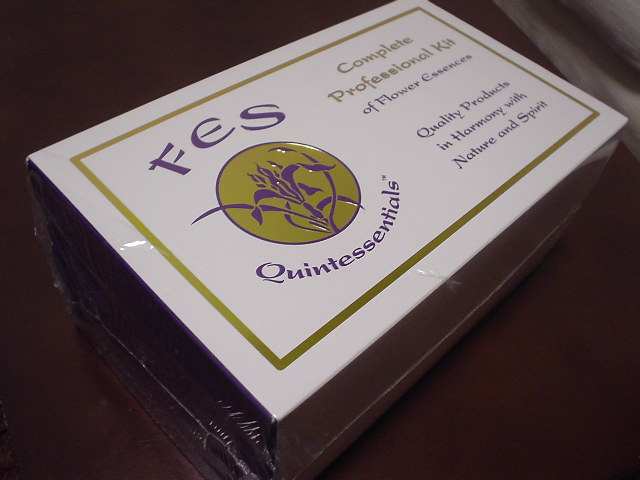 FES
Quintessentials™
Complete
Professional Kit
of Flower Essences
Quality Products
in Harmony with
Nature and Spirit